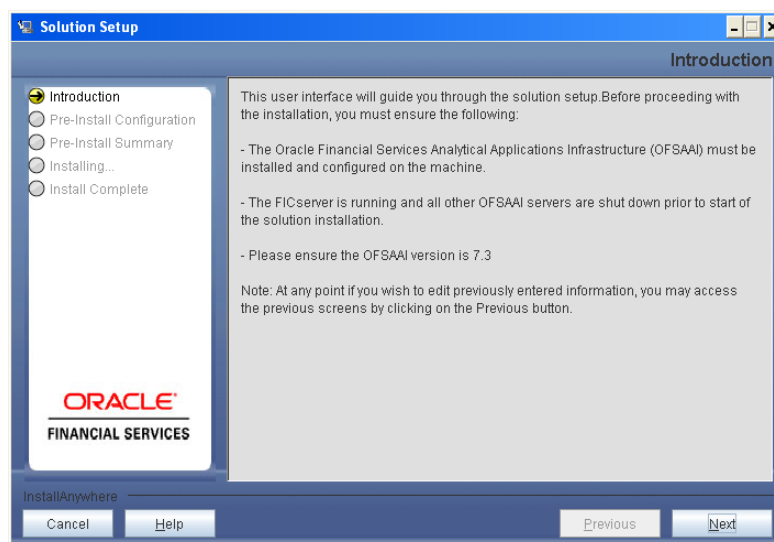 Solution Setup
Introduction
Introduction
Pre-Install Configuration
Pre-Install Summary
Installing...
Install Complete
ORACLE
FINANCIAL SERVICES
This user interface will guide you through the solution setup.Before proceeding with
the installation, you must ensure the following:
- The Oracle Financial Services Analytical Applications Infrastructure (OFSAAI) must be
installed and configured on the machine.
- The FICserver is running and all other OFSAAI servers are shut down prior to start of
the solution installation.
- Please ensure the OFSAAI version is 7.3
Note: At any point if you wish to edit previously entered information, you may access
the previous screens by clicking on the Previous button.
InstallAnywhere
Cancel
Help
Previous
Next